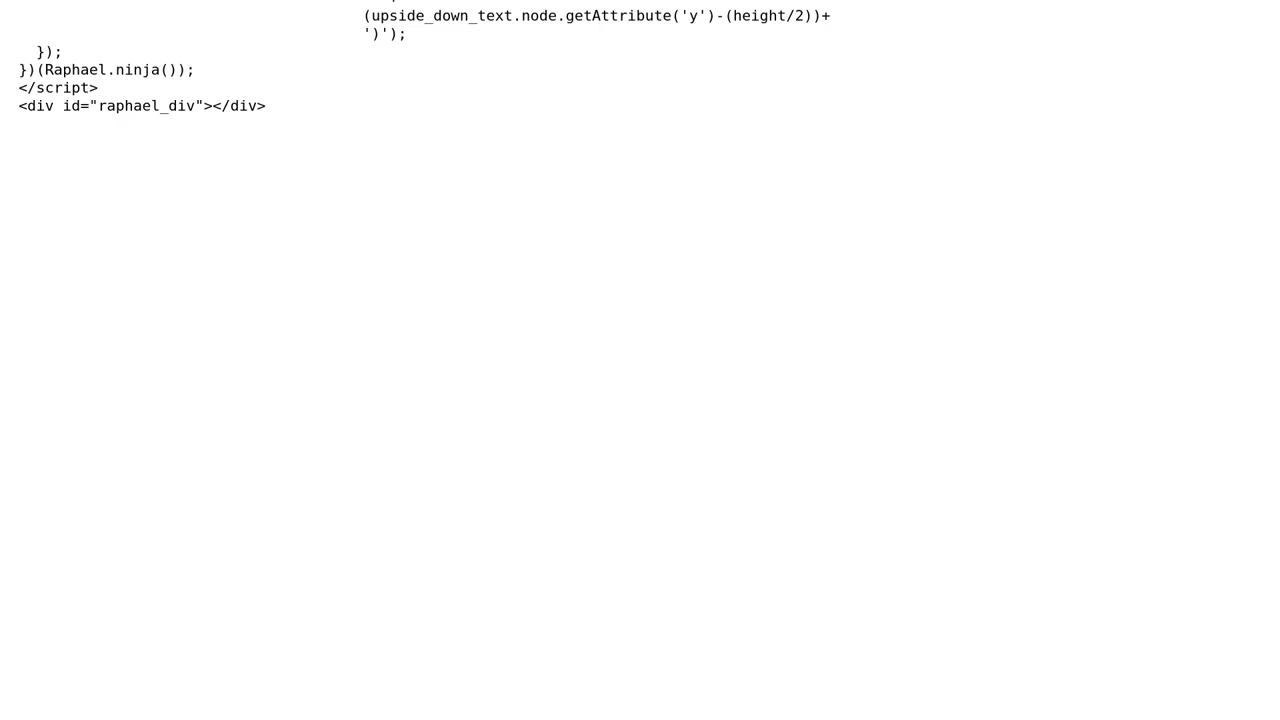 (upside_down_text.node.getAttribute('y')-(height/2))+
')');
});
})(Raphael.ninja());
</script>
<div id="raphael_div"></div>